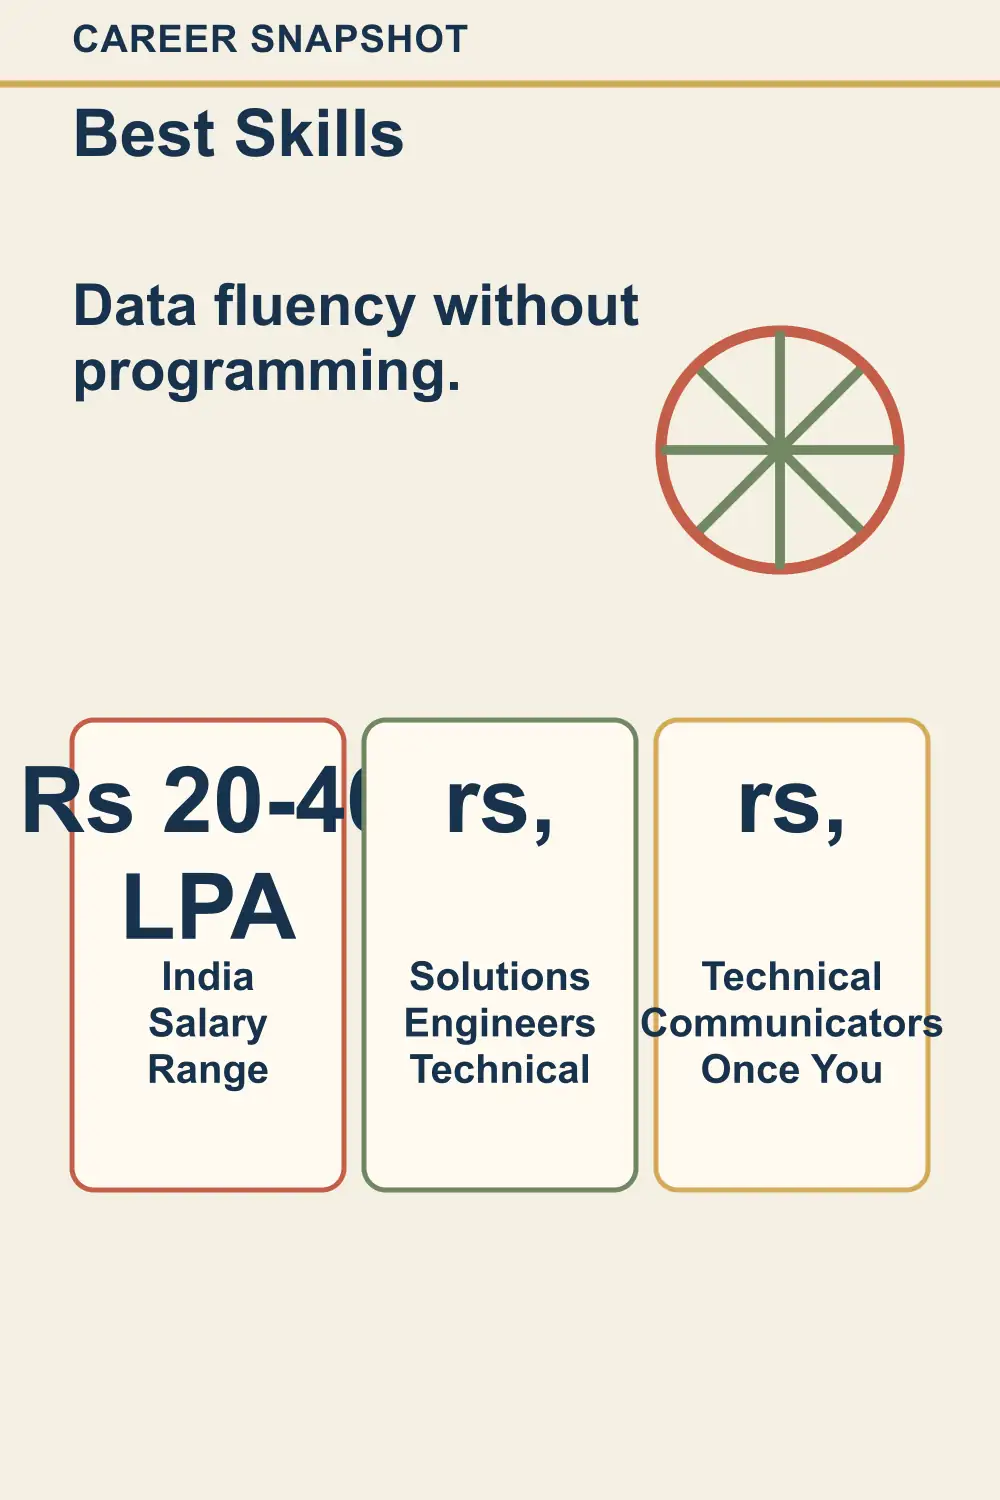 CAREER SNAPSHOT
Best Skills
Data fluency without
programming.
Rs 20-40
LPA
India
Salary
Range
rs,
Solutions
Engineers
Technical
rs,
Technical
Communicators
Once You